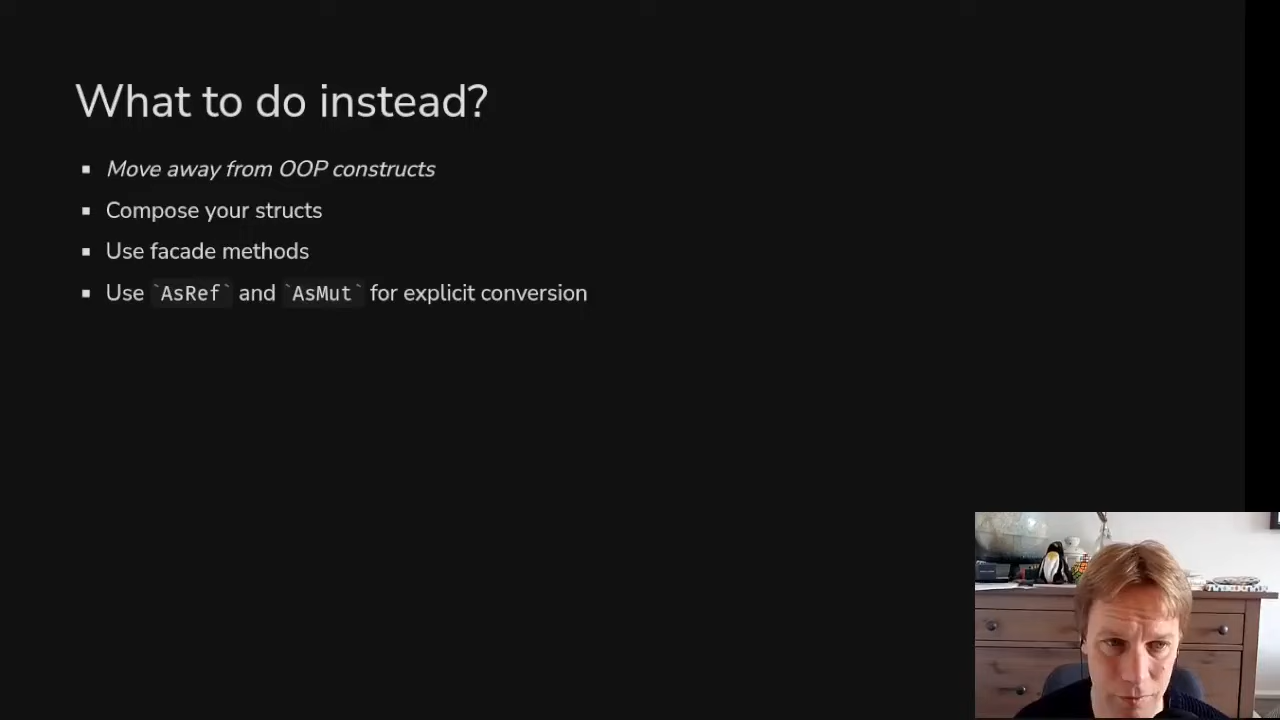 What to do instead?
▪ Move away from OOP constructs
▪ Compose your structs
▪ Use facade methods
▪ Use `AsRef` and `AsMut` for explicit conversion